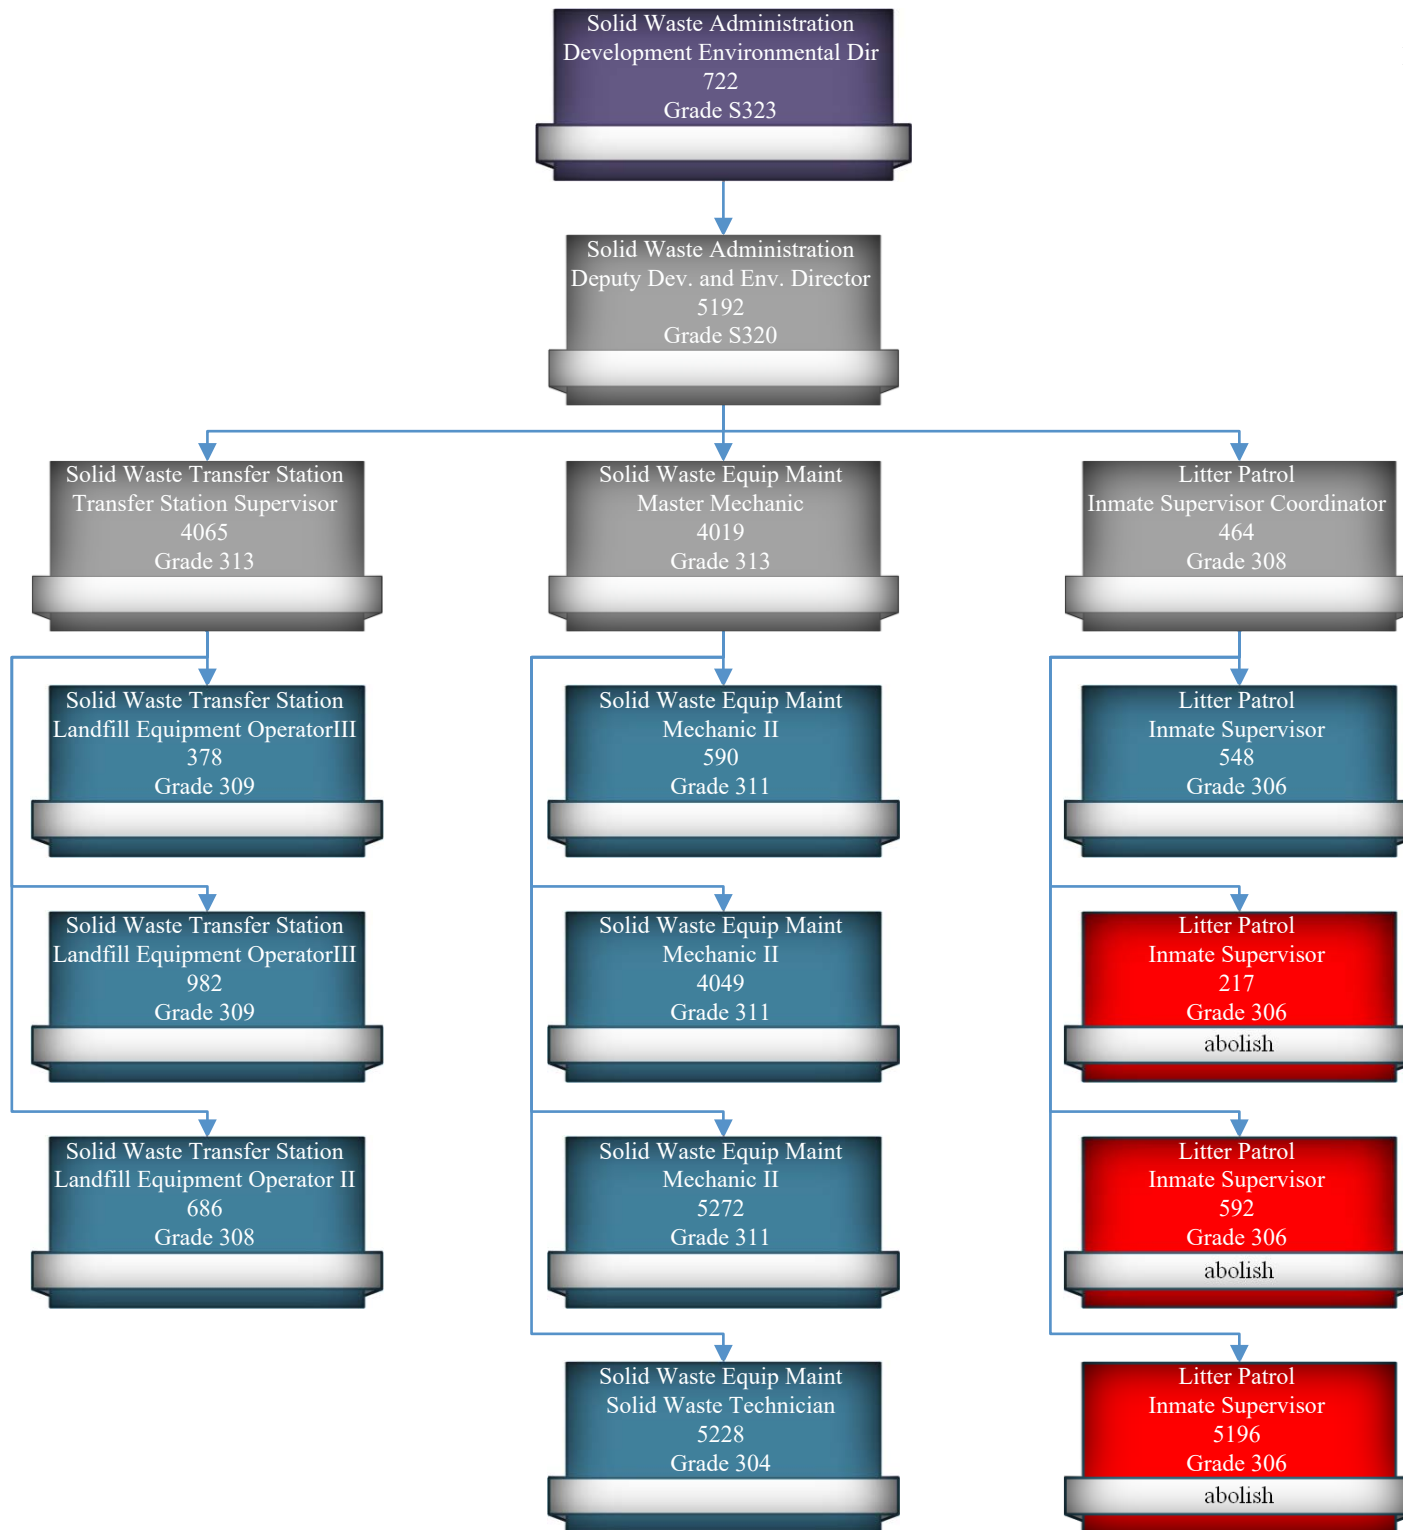 Solid Waste Administration
Development Environmental Dir
722
Grade S323
Solid Waste Administration
Deputy Dev. and Env. Director
5192
Grade S320
Solid Waste Transfer Station
Transfer Station Supervisor
4065
Grade 313
Solid Waste Equip Maint
Master Mechanic
4019
Grade 313
Litter Patrol
Inmate Supervisor Coordinator
464
Grade 308
Solid Waste Transfer Station
Landfill Equipment OperatorIII
378
Grade 309
Solid Waste Equip Maint
Mechanic II
590
Grade 311
Litter Patrol
Inmate Supervisor
548
Grade 306
Solid Waste Transfer Station
Landfill Equipment OperatorIII
982
Grade 309
Solid Waste Equip Maint
Mechanic II
4049
Grade 311
Litter Patrol
Inmate Supervisor
217
Grade 306
abolish
Solid Waste Transfer Station
Landfill Equipment Operator II
686
Grade 308
Solid Waste Equip Maint
Mechanic II
5272
Grade 311
Litter Patrol
Inmate Supervisor
592
Grade 306
abolish
Solid Waste Equip Maint
Solid Waste Technician
5228
Grade 304
Litter Patrol
Inmate Supervisor
5196
Grade 306
abolish